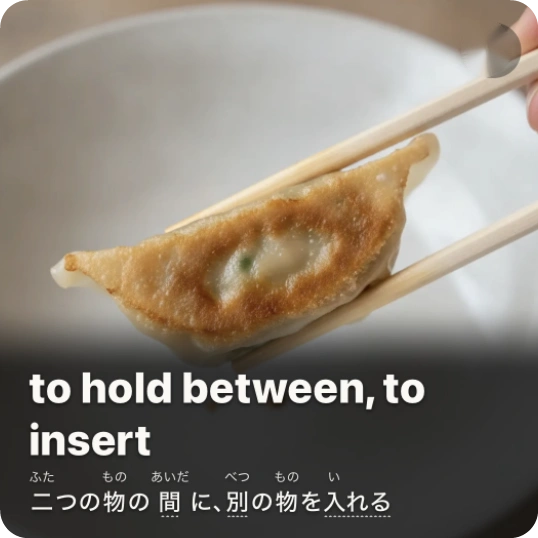 to hold between, to
insert
ふた もの あいだ べつ もの い
二つの物の間に、別の物を入れる